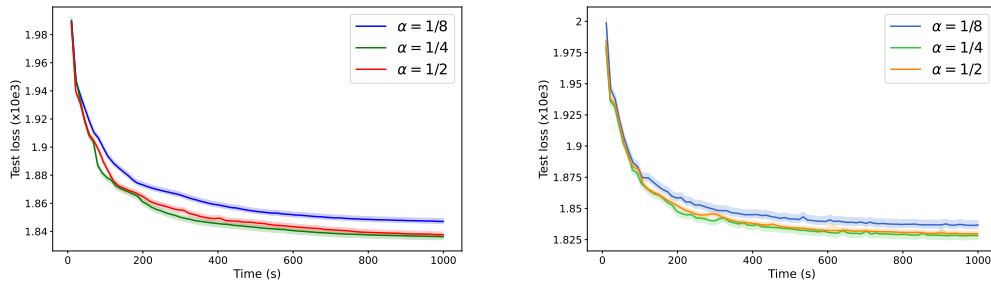 1.98
1.96
1.94
1.92
1.9
1.88
1.86
1.84
0
200
400
600
800
1000
Time (s)
Test loss (x10e3)
α = 1/8
α = 1/4
α = 1/2
2
1.975
1.95
1.925
1.9
1.875
1.85
1.825
0
200
400
600
800
1000
Time (s)
Test loss (x10e3)
α = 1/8
α = 1/4
α = 1/2